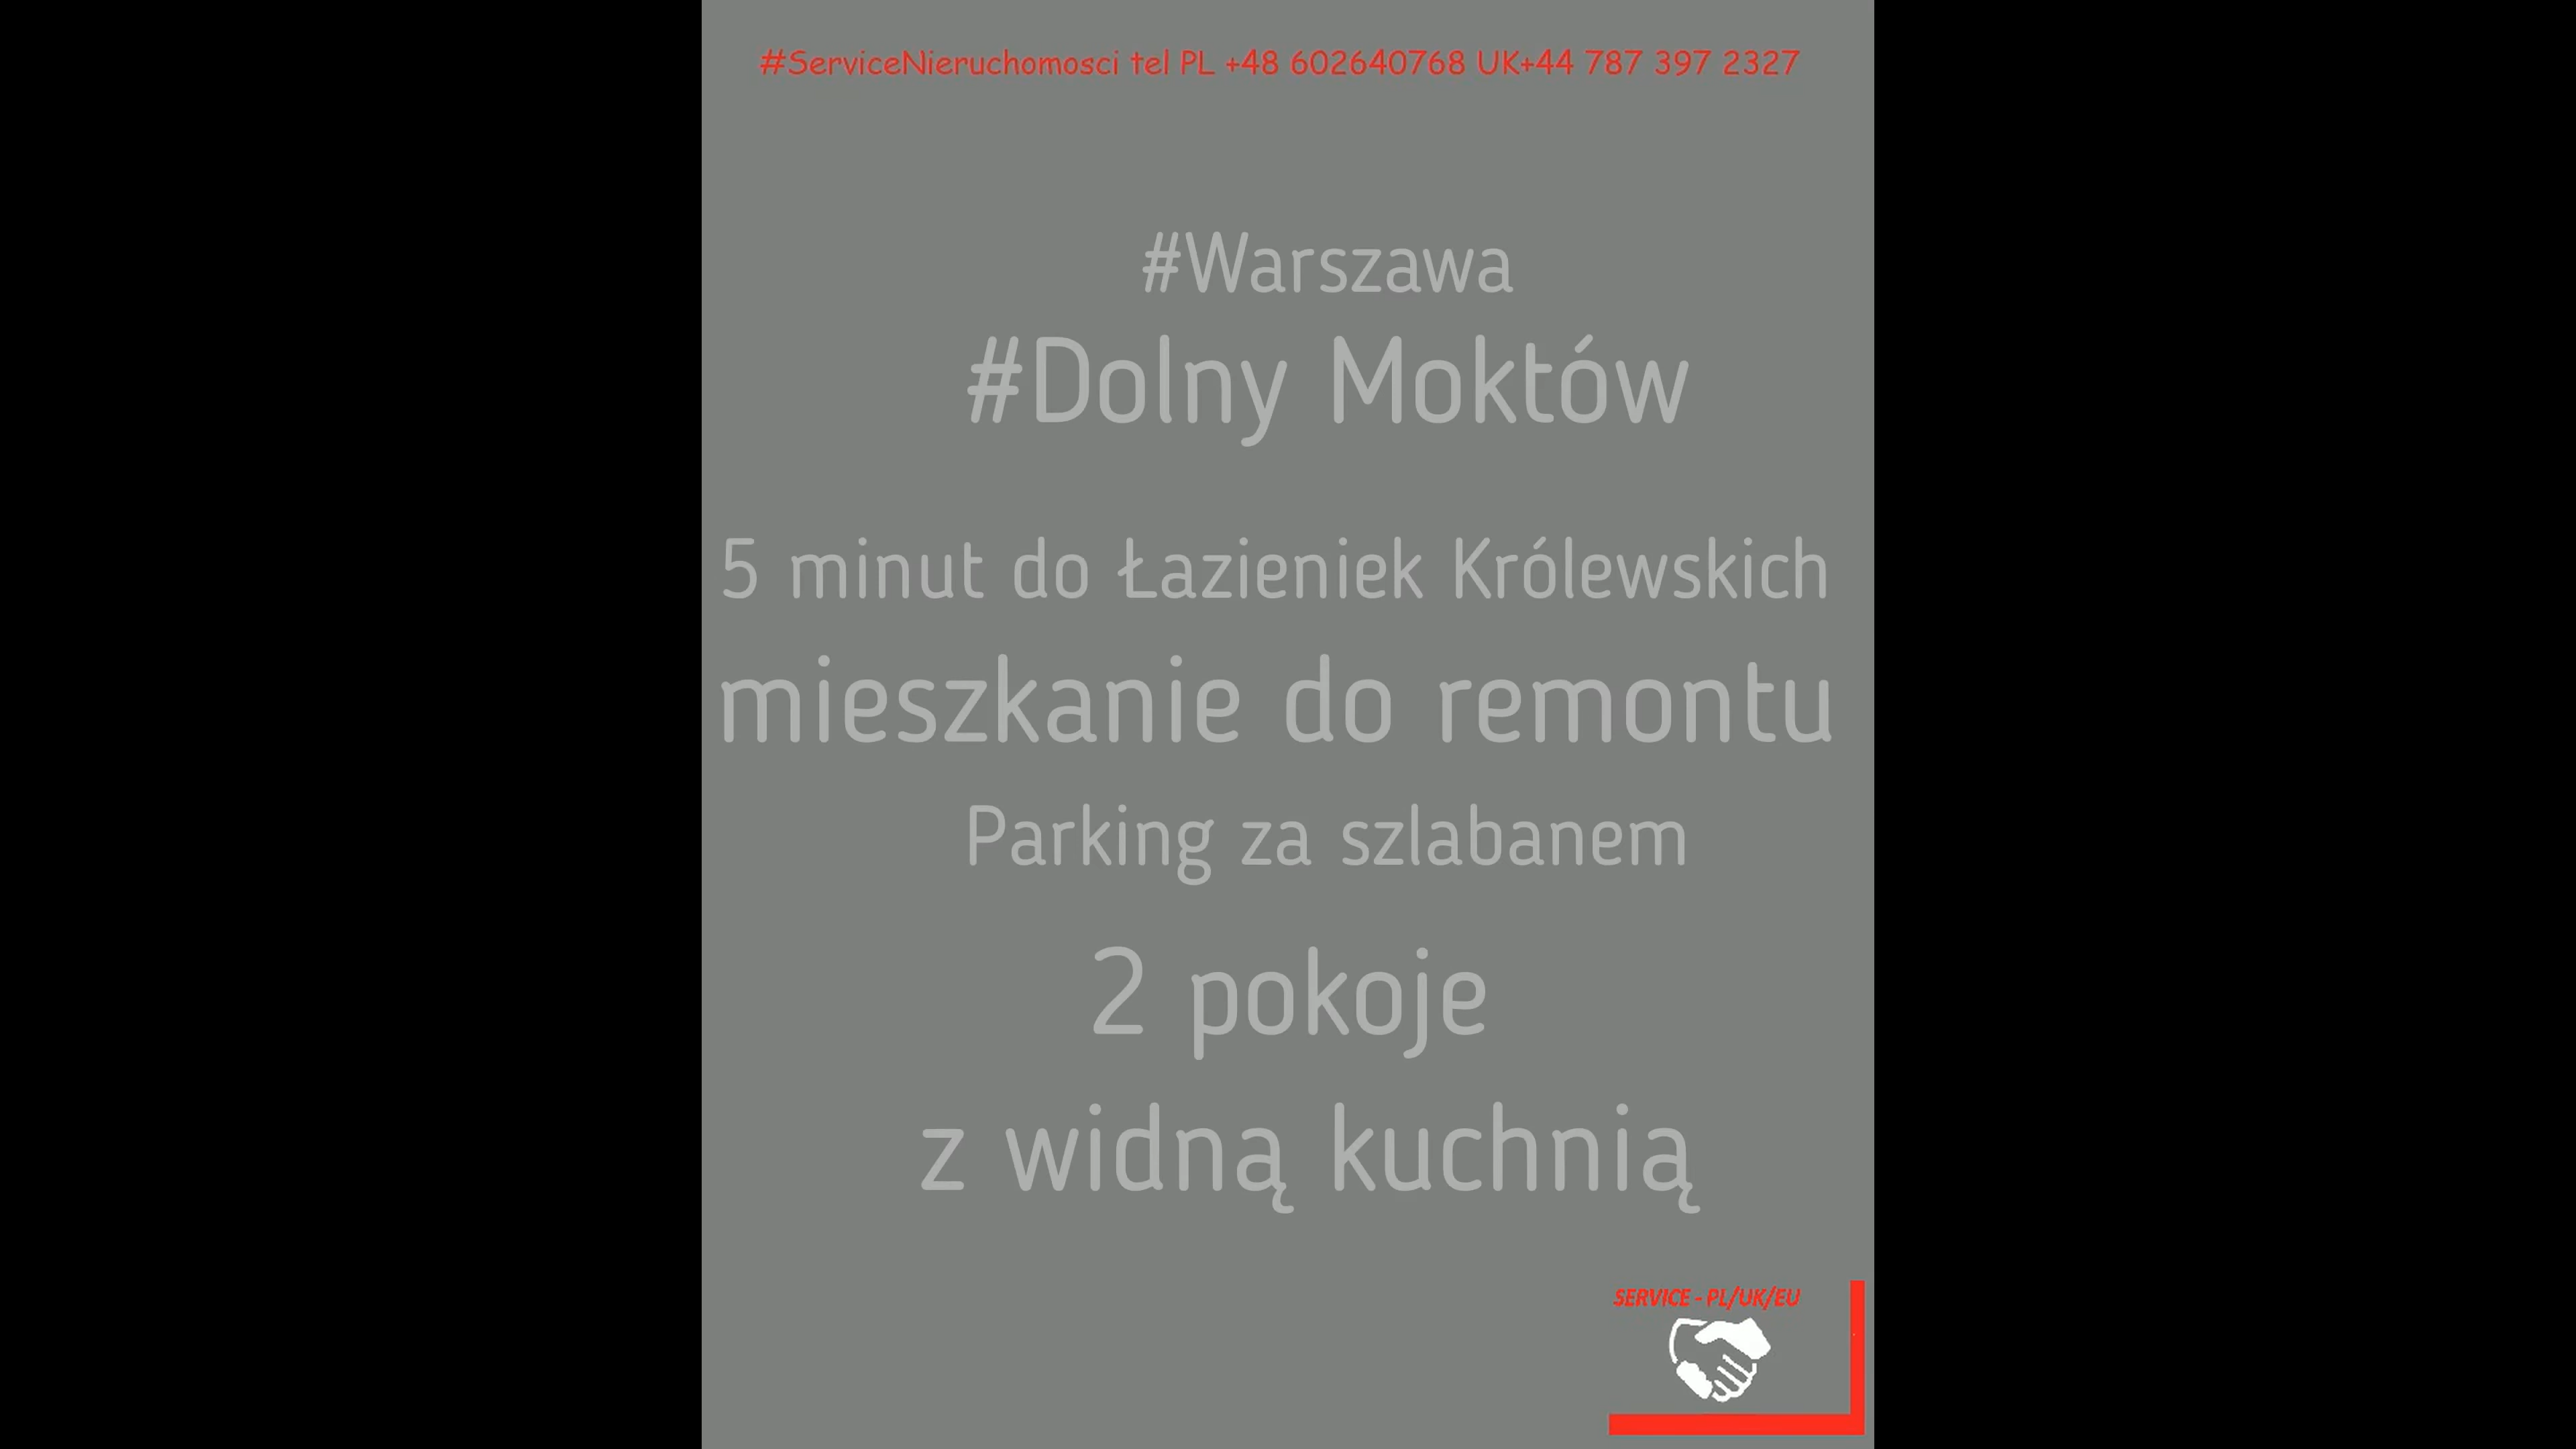 #ServiceNieruchomosci tel PL +48 602640768 UK+44 787 397 2327
#Warszawa
#Dolny Moktów
5 minut do Łazieniek Królewskich
mieszkanie do remontu
Parking za szlabanem
2 pokoje
z widną kuchnią
SERVICE - PL/UK/EU